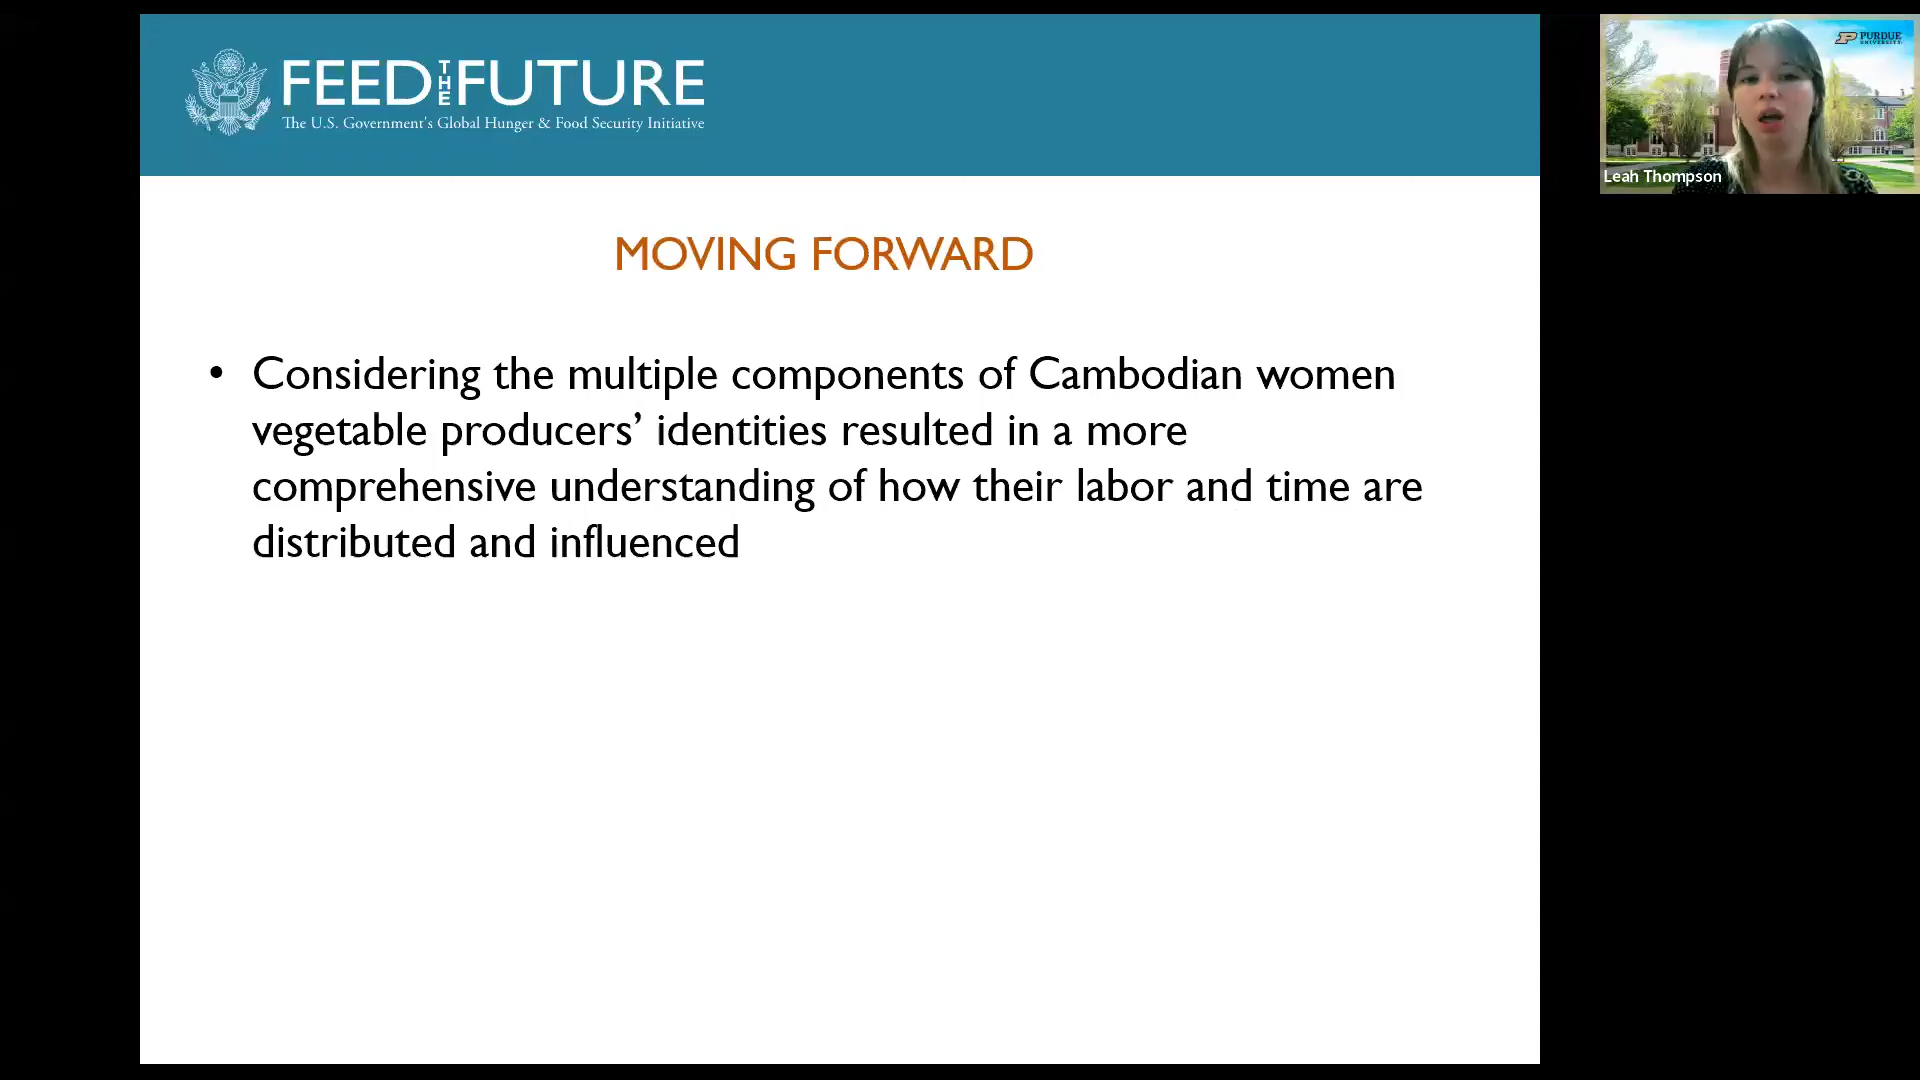 FEED THE FUTURE
The U.S. Government's Global Hunger & Food Security Initiative
PURDUE
UNIVERSITY
Leah Thompson
MOVING FORWARD
• Considering the multiple components of Cambodian women
vegetable producers’ identities resulted in a more
comprehensive understanding of how their labor and time are
distributed and influenced